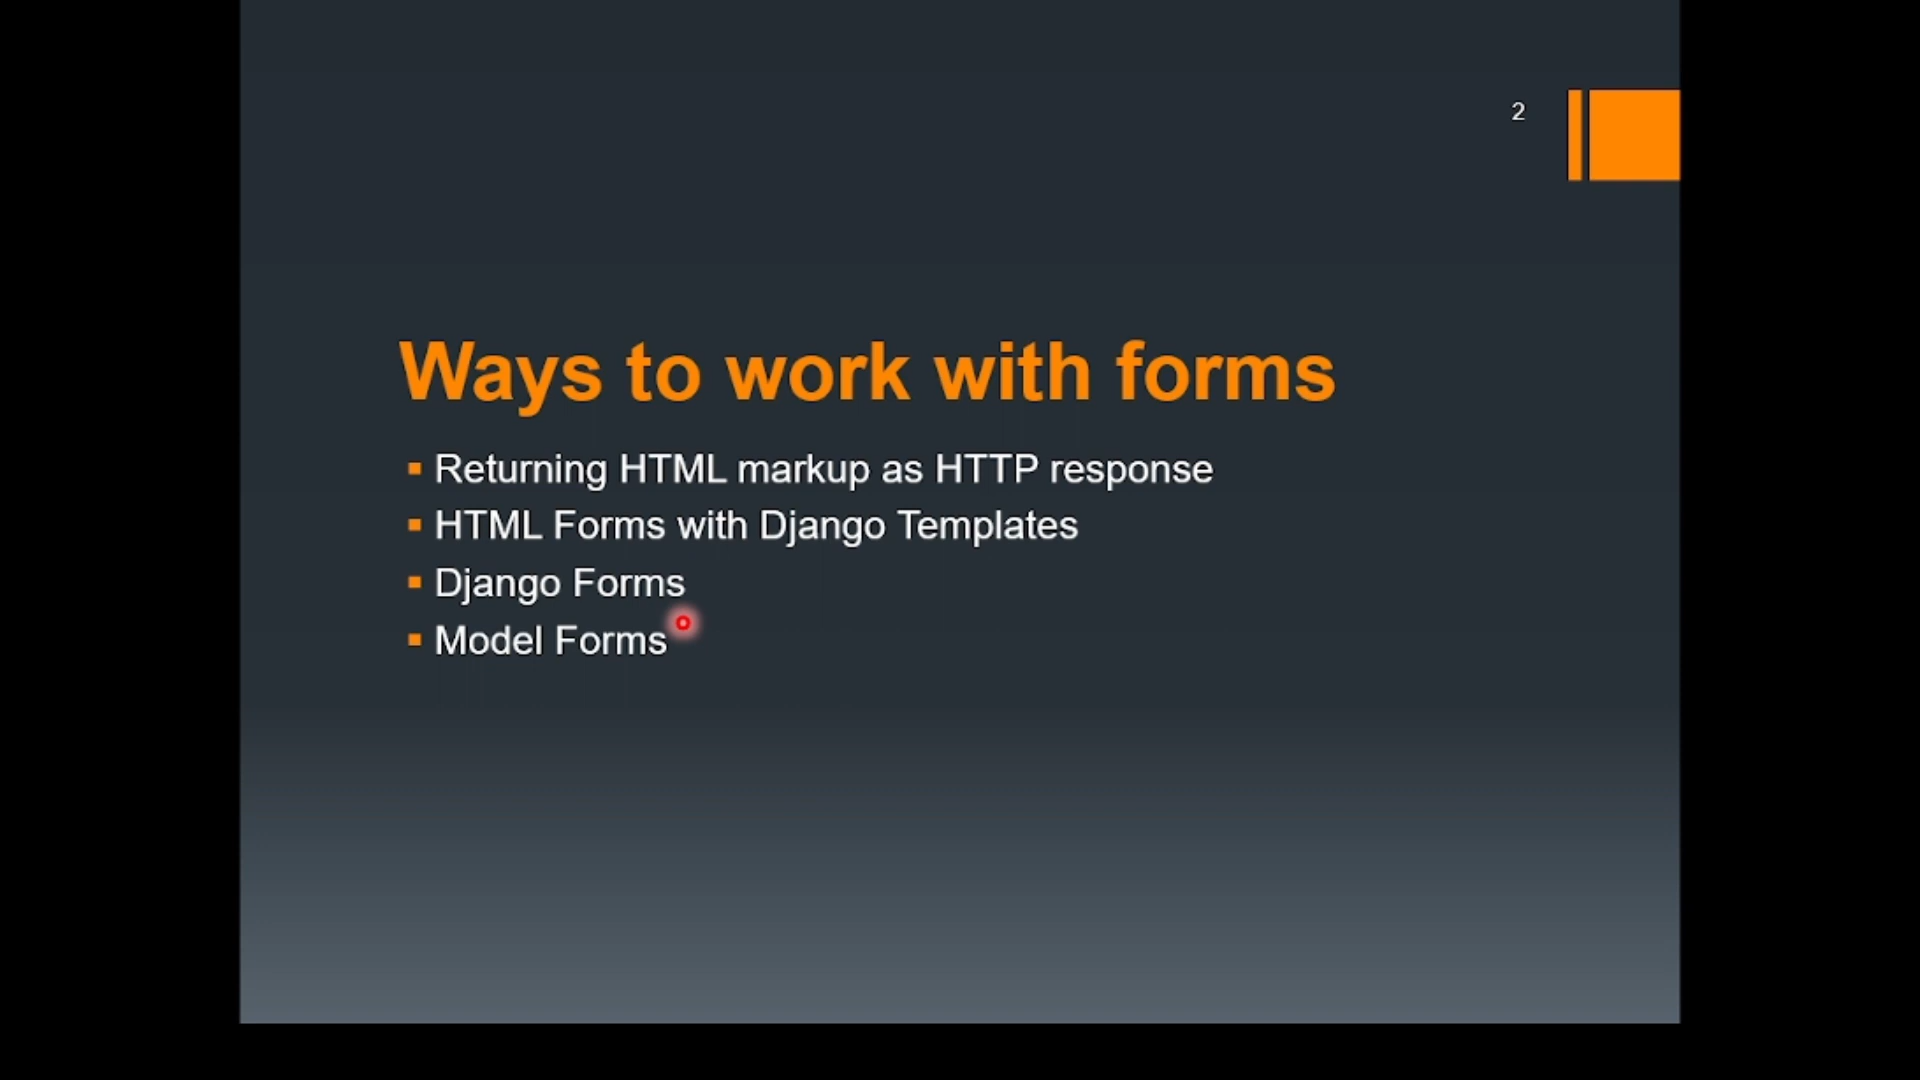 2
Ways to work with forms
Returning HTML markup as HTTP response
HTML Forms with Django Templates
Django Forms
Model Forms